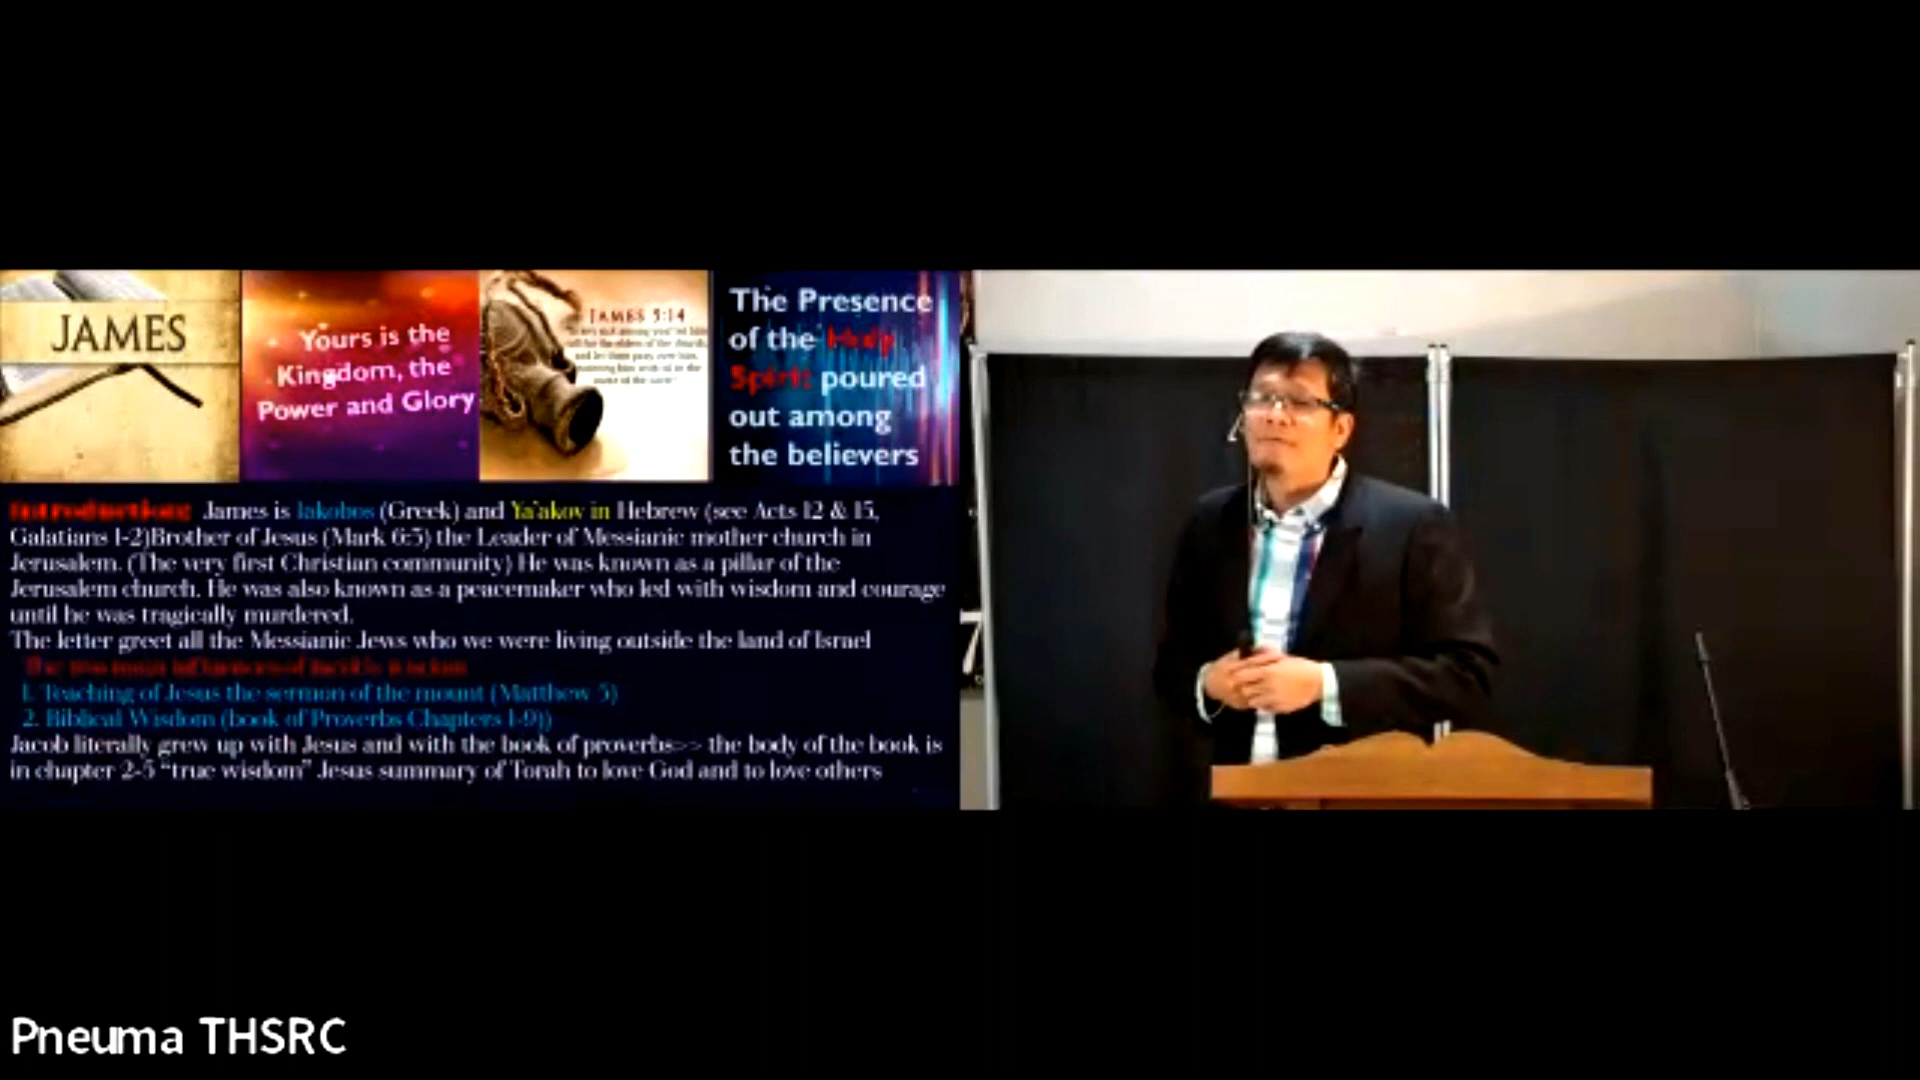 JAMES
Yours is the
Kingdom, the
Power and Glory
JAMES 5:14
The Presence
of the Holy
Spirit poured
out among
the believers
Introduction: James is Iakobos (Greek) and Ya'akov in Hebrew (see Acts 12 & 15,
Galatians 1-2)Brother of Jesus (Mark 6:3) the Leader of Messianic mother church in
Jerusalem. (The very first Christian community) He was known as a pillar of the
Jerusalem church. He was also known as a peacemaker who led with wisdom and courage
until he was tragically murdered.
The letter greet all the Messianic Jews who we were living outside the land of Israel
1. Teaching of Jesus the sermon of the mount (Matthew 5)
2. Biblical Wisdom (book of Proverbs Chapters 1-9))
Jacob literally grew up with Jesus and with the book of proverbs>> the body of the book is
in chapter 2-5 "true wisdom" Jesus summary of Torah to love God and to love others
7
Pneuma THSRC